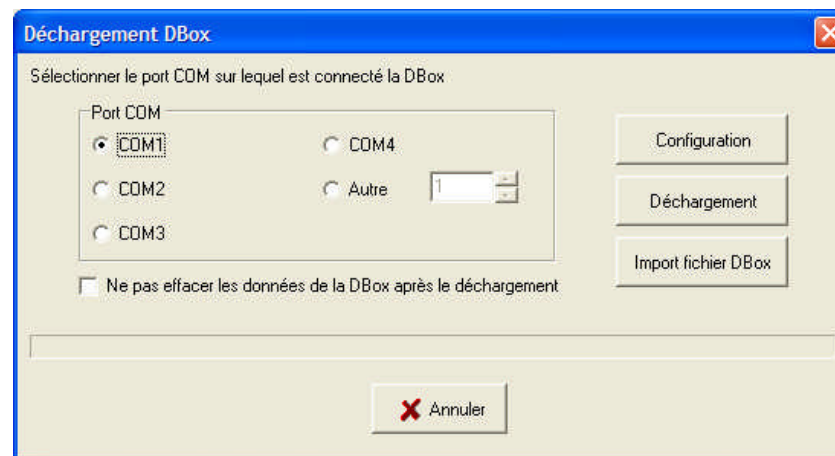 Déchargement DBox
Sélectionner le port COM sur lequel est connecté la DBox
Port COM
COM1
COM4
Configuration
COM2
Autre
1
Déchargement
COM3
Import fichier DBox
Ne pas effacer les données de la DBox après le déchargement
Annuler